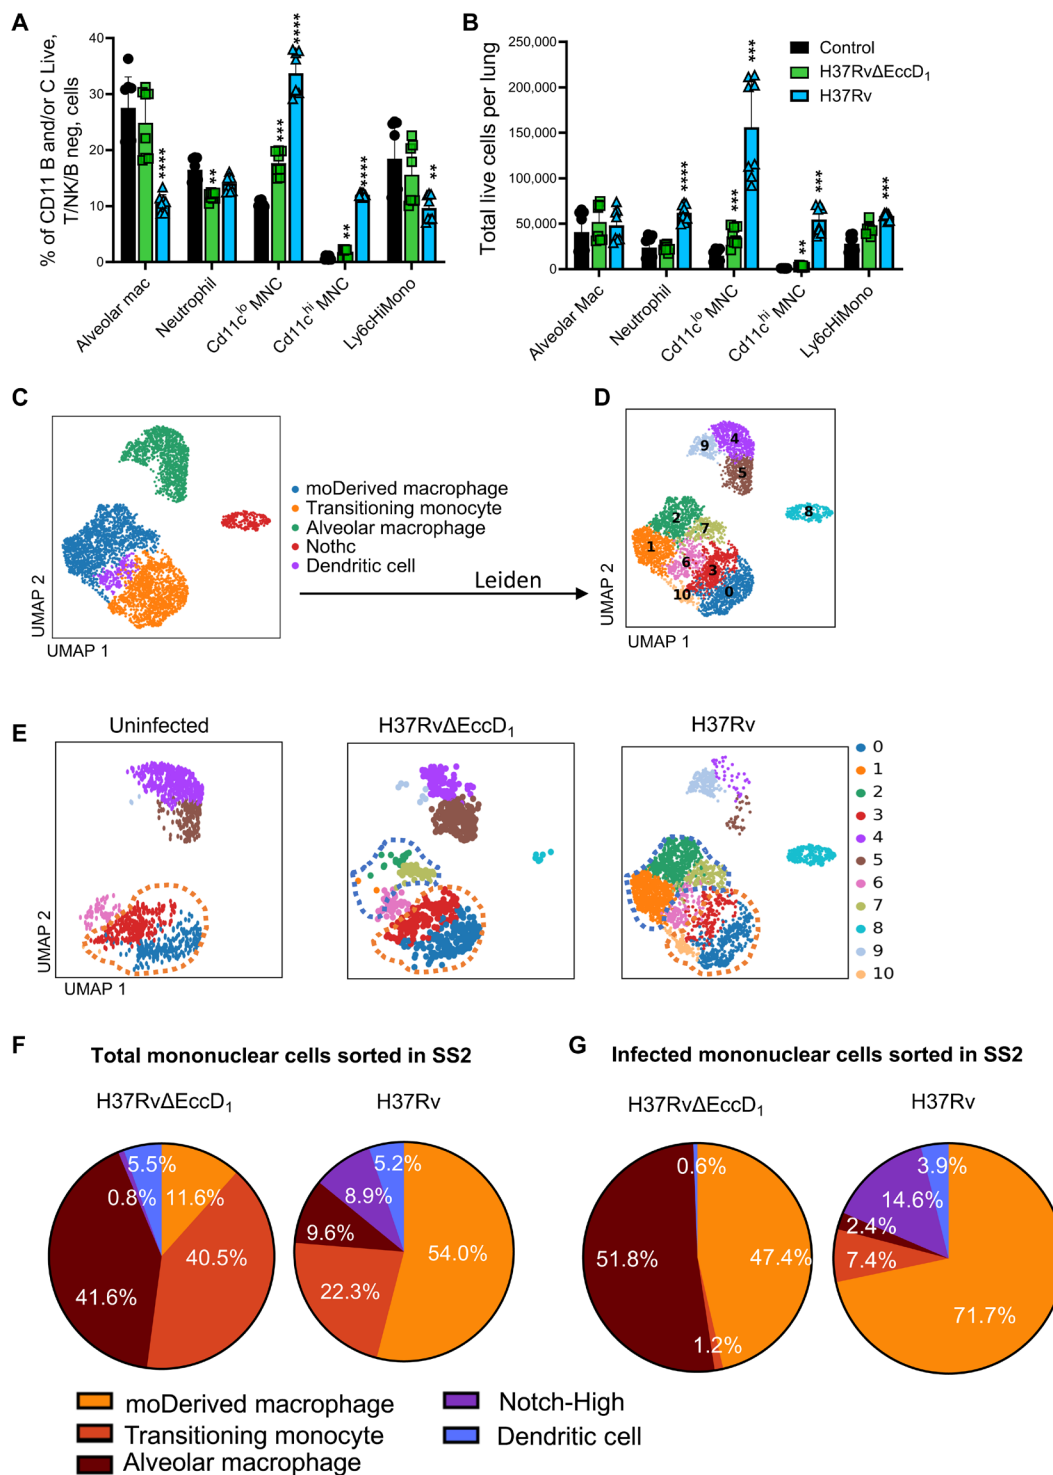 A
% of CD11 B and/or C Live,
T/NK/B neg, cells
40
30
20
10
0
****
**
***
****
**
****
**
Alveolar mac
Neutrophil
Cd11c^lo MNC
Cd11c^hi MNC
Ly6cHiMono
B
Total live cells per lung
250,000
200,000
150,000
100,000
50,000
0
****
***
***
**
***
***
Alveolar Mac
Neutrophil
Cd11c^lo MNC
Cd11c^hi MNC
Ly6cHiMono
Control
H37RvΔEccD₁
H37Rv
C
UMAP 2
UMAP 1
moDerived macrophage
Transitioning monocyte
Alveolar macrophage
Nothc
Dendritic cell
Leiden
D
9
4
5
8
2
7
1
6
3
10
0
UMAP 2
UMAP 1
E
Uninfected
H37RvΔEccD₁
H37Rv
UMAP 2
UMAP 1
0
1
2
3
4
5
6
7
8
9
10
F
Total mononuclear cells sorted in SS2
H37RvΔEccD₁
H37Rv
5.5%
0.8%
11.6%
40.5%
41.6%
5.2%
8.9%
9.6%
54.0%
22.3%
G
Infected mononuclear cells sorted in SS2
H37RvΔEccD₁
H37Rv
0.6%
51.8%
47.4%
1.2%
3.9%
14.6%
2.4%
7.4%
71.7%
moDerived macrophage
Transitioning monocyte
Alveolar macrophage
Notch-High
Dendritic cell